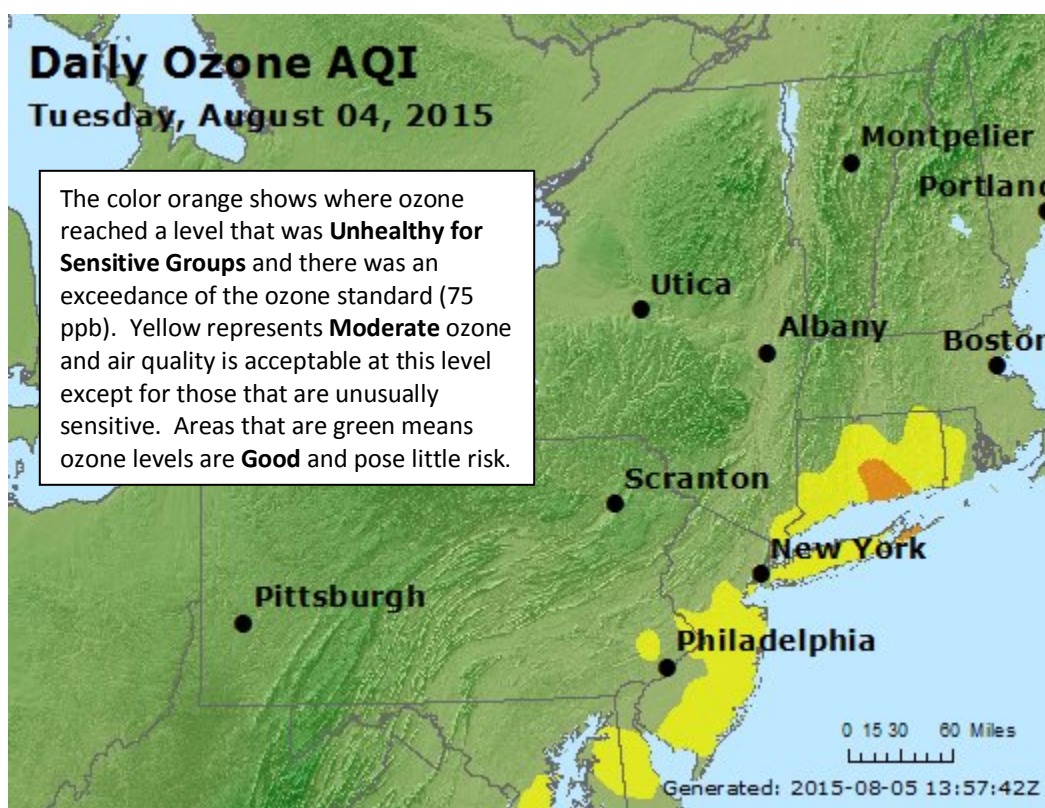 Daily Ozone AQI
Tuesday, August 04, 2015
The color orange shows where ozone
reached a level that was Unhealthy for
Sensitive Groups and there was an
exceedance of the ozone standard (75
ppb).  Yellow represents Moderate ozone
and air quality is acceptable at this level
except for those that are unusually
sensitive.  Areas that are green means
ozone levels are Good and pose little risk.
Montpelier
Portland
Utica
Albany
Boston
Scranton
New York
Pittsburgh
Philadelphia
0 15 30 60 Miles
Generated: 2015-08-05 13:57:42Z